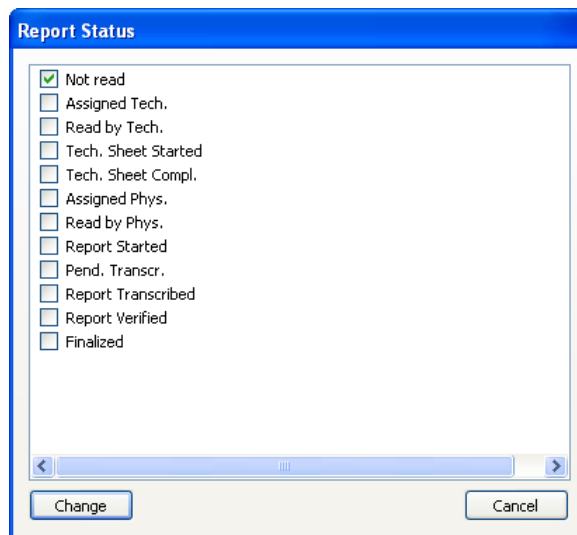 Report Status
Not read
Assigned Tech.
Read by Tech.
Tech. Sheet Started
Tech. Sheet Compl.
Assigned Phys.
Read by Phys.
Report Started
Pend. Transcr.
Report Transcribed
Report Verified
Finalized
Change Cancel